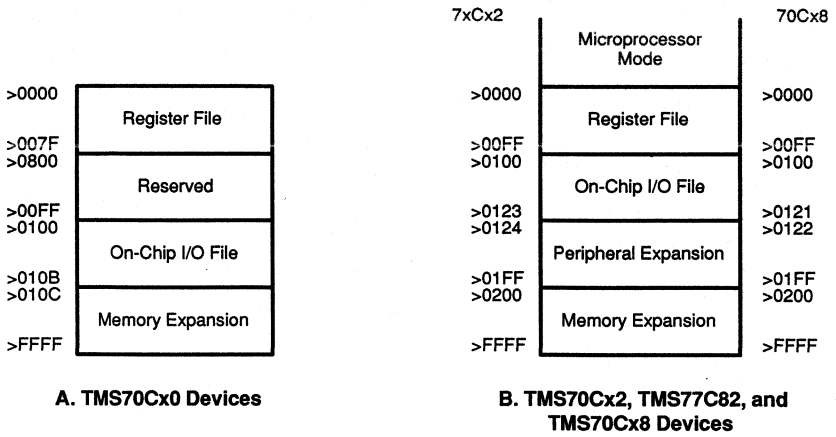 7xCx2
70Cx8
Microprocessor
Mode
>0000
Register File
>007F
>0800
Reserved
>00FF
>0100
On-Chip I/O File
>010B
>010C
Memory Expansion
>FFFF
A. TMS70Cx0 Devices
>0000
>0000
Register File
>00FF
>00FF
>0100
>0100
On-Chip I/O File
>0123
>0121
>0124
>0122
Peripheral Expansion
>01FF
>01FF
>0200
>0200
Memory Expansion
>FFFF
>FFFF
B. TMS70Cx2, TMS77C82, and
TMS70Cx8 Devices